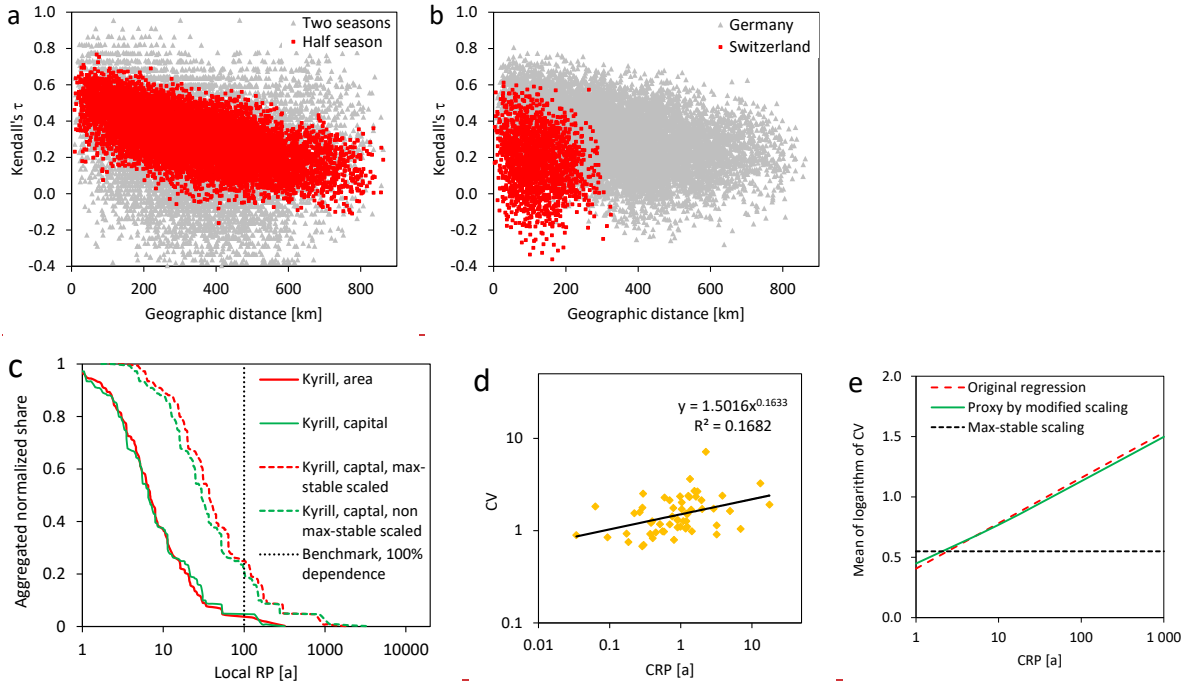 a
1.0
0.8
0.6
0.4
0.2
0.0
-0.2
-0.4
Kendall's τ
Two seasons
Half season
0
200
400
600
800
Geographic distance [km]
b
1.0
0.8
0.6
0.4
0.2
0.0
-0.2
-0.4
Kendall's τ
Germany
Switzerland
0
200
400
600
800
Geographic distance [km]
c
1
0.8
0.6
0.4
0.2
0
Aggregated normalized share
Kyrill, area
Kyrill, capital
Kyrill, captal, max-
stable scaled
Kyrill, captal, non
max-stable scaled
Benchmark, 100%
dependence
1
10
100
1000
10000
Local RP [a]
d
10
1
0.1
CV
y = 1.5016x^0.1633
R² = 0.1682
0.01
0.1
1
10
100
CRP [a]
e
2.0
1.5
1.0
0.5
0.0
Mean of logarithm of CV
Original regression
Proxy by modified scaling
Max-stable scaling
1
10
100
1 000
CRP [a]